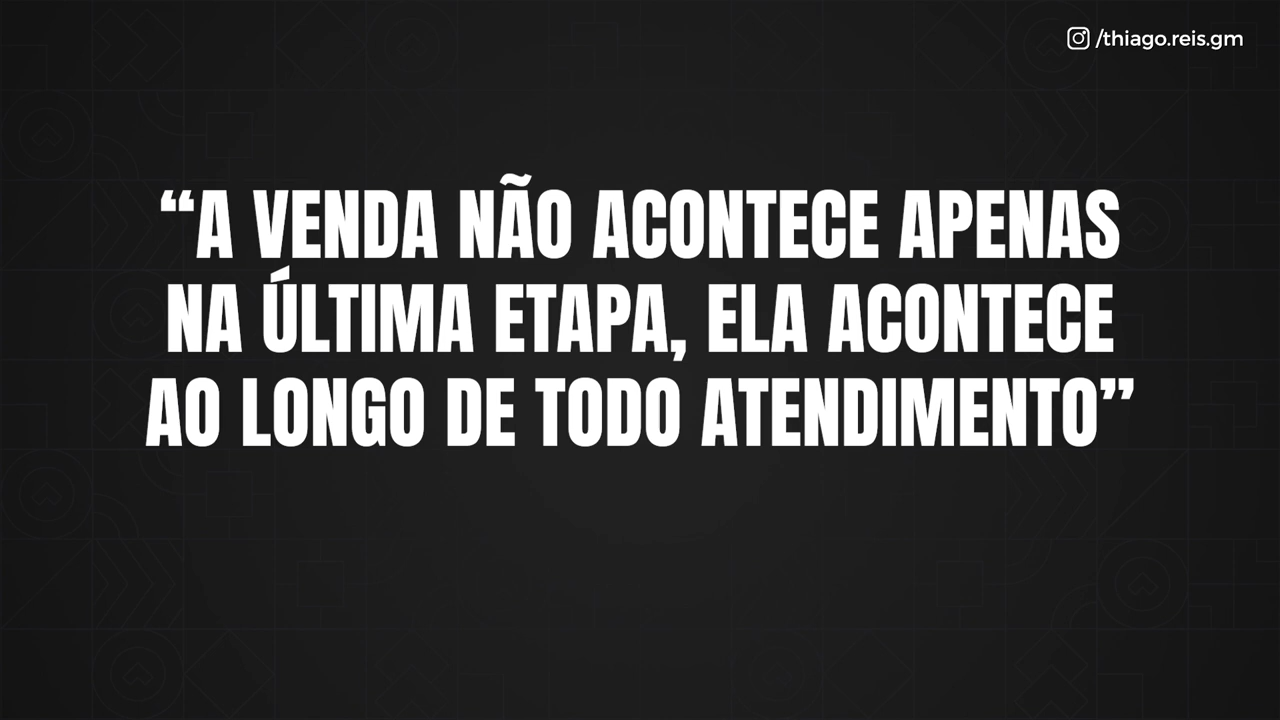 /thiago.reis.gm
“A VENDA NÃO ACONTECE APENAS
NA ÚLTIMA ETAPA, ELA ACONTECE
AO LONGO DE TODO ATENDIMENTO”